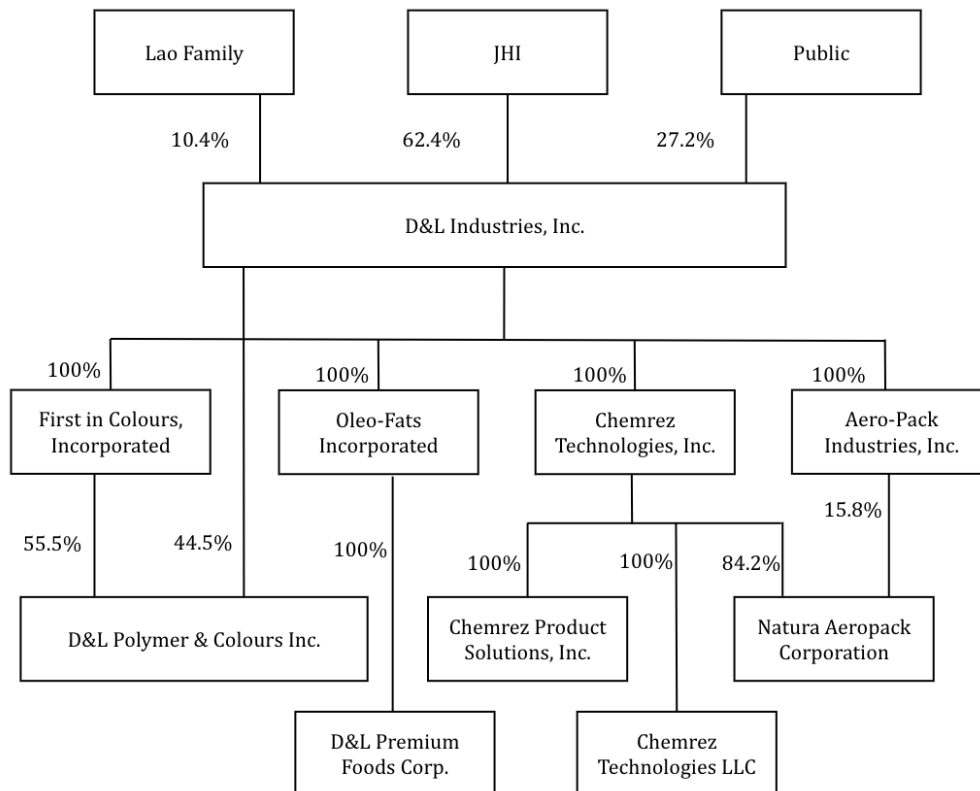 Lao Family
JHI
Public
10.4%
62.4%
27.2%
D&L Industries, Inc.
100%
100%
100%
100%
First in Colours,
Incorporated
Oleo-Fats
Incorporated
Chemrez
Technologies, Inc.
Aero-Pack
Industries, Inc.
55.5%
44.5%
100%
100%
100%
84.2%
15.8%
D&L Polymer & Colours Inc.
Chemrez Product
Solutions, Inc.
Natura Aeropack
Corporation
D&L Premium
Foods Corp.
Chemrez
Technologies LLC